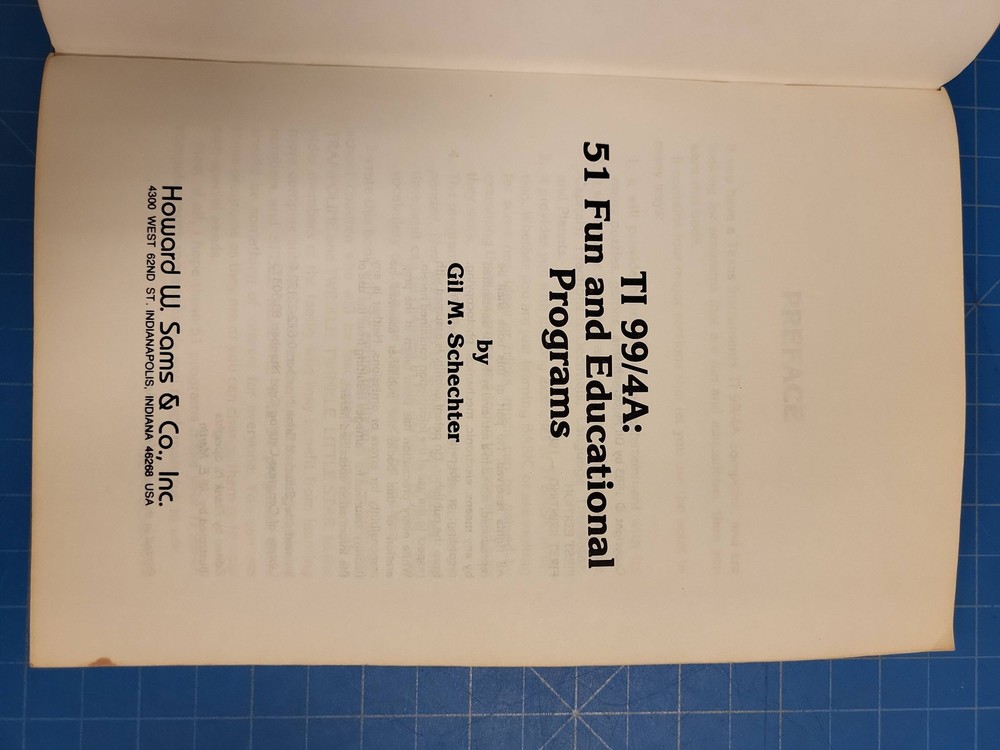 TI 99/4A:
51 Fun and Educational
Programs
by
Gil M. Schechter
Howard W. Sams & Co., Inc.
4300 WEST 62ND ST. INDIANAPOLIS, INDIANA 46268 USA
PREFACE